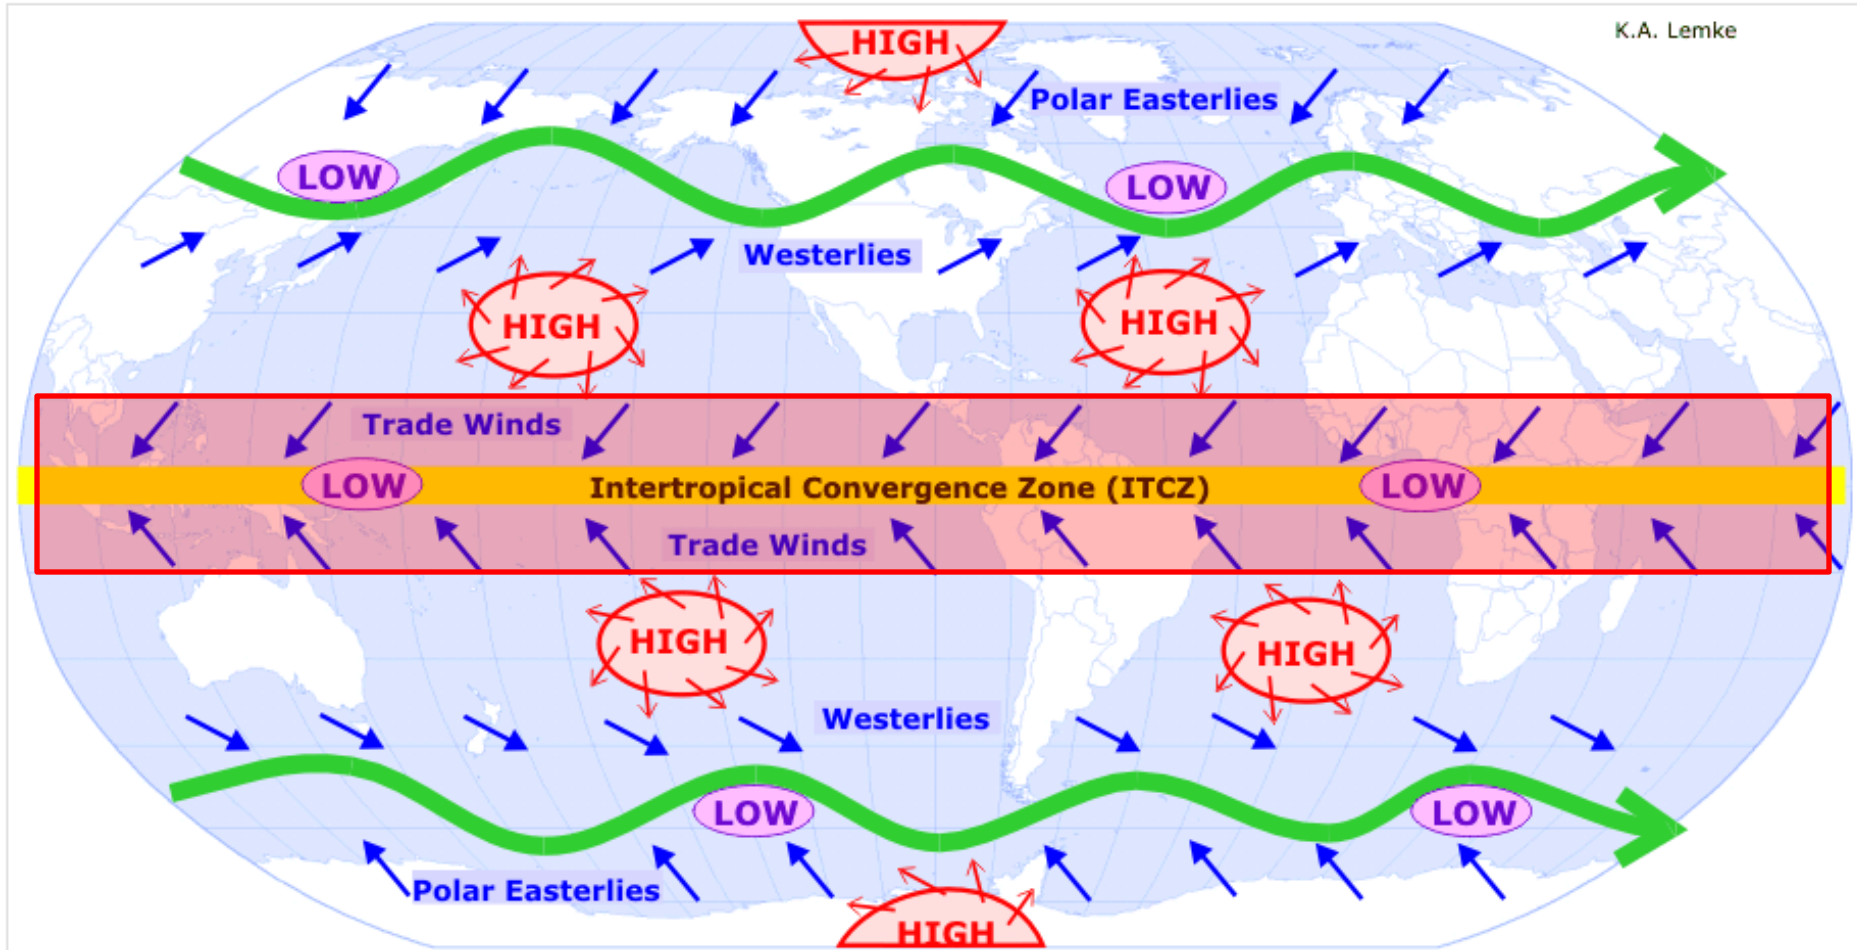 K.A. Lemke
HIGH
Polar Easterlies
LOW
LOW
Westerlies
HIGH
HIGH
Trade Winds
LOW
Intertropical Convergence Zone (ITCZ)
LOW
Trade Winds
HIGH
HIGH
Westerlies
LOW
LOW
Polar Easterlies
HIGH